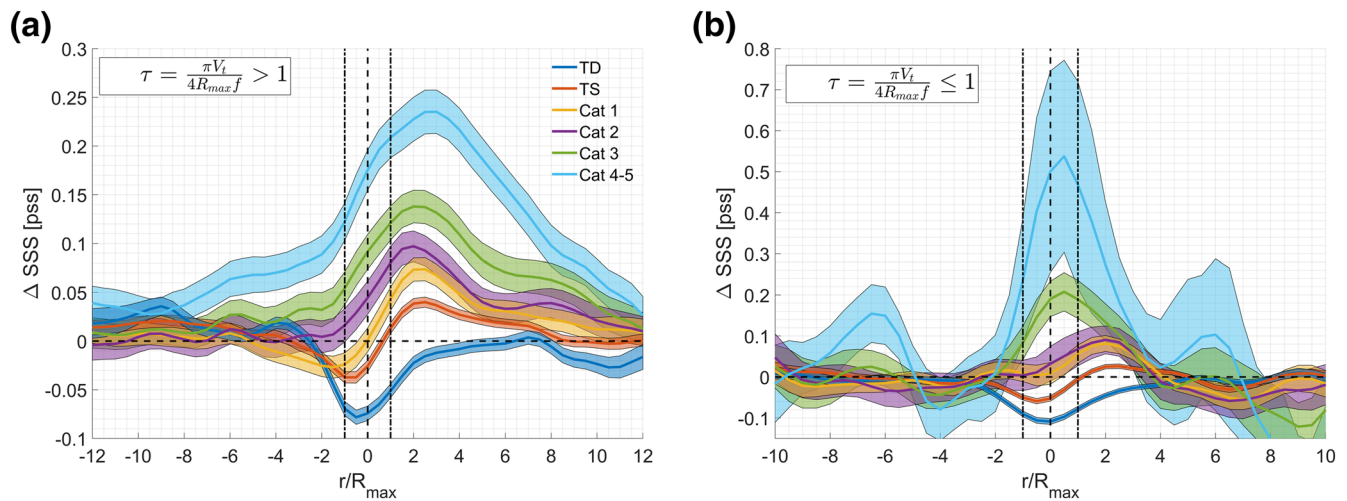 (a)
0.3
0.25
0.2
0.15
0.1
0.05
0
-0.05
-0.1
Δ SSS [pss]
τ = πV_t / 4R_max f > 1
TD
TS
Cat 1
Cat 2
Cat 3
Cat 4-5
-12 -10 -8 -6 -4 -2 0 2 4 6 8 10 12
r/R_max
(b)
0.8
0.7
0.6
0.5
0.4
0.3
0.2
0.1
0
-0.1
Δ SSS [pss]
τ = πV_t / 4R_max f ≤ 1
-10 -8 -6 -4 -2 0 2 4 6 8 10
r/R_max